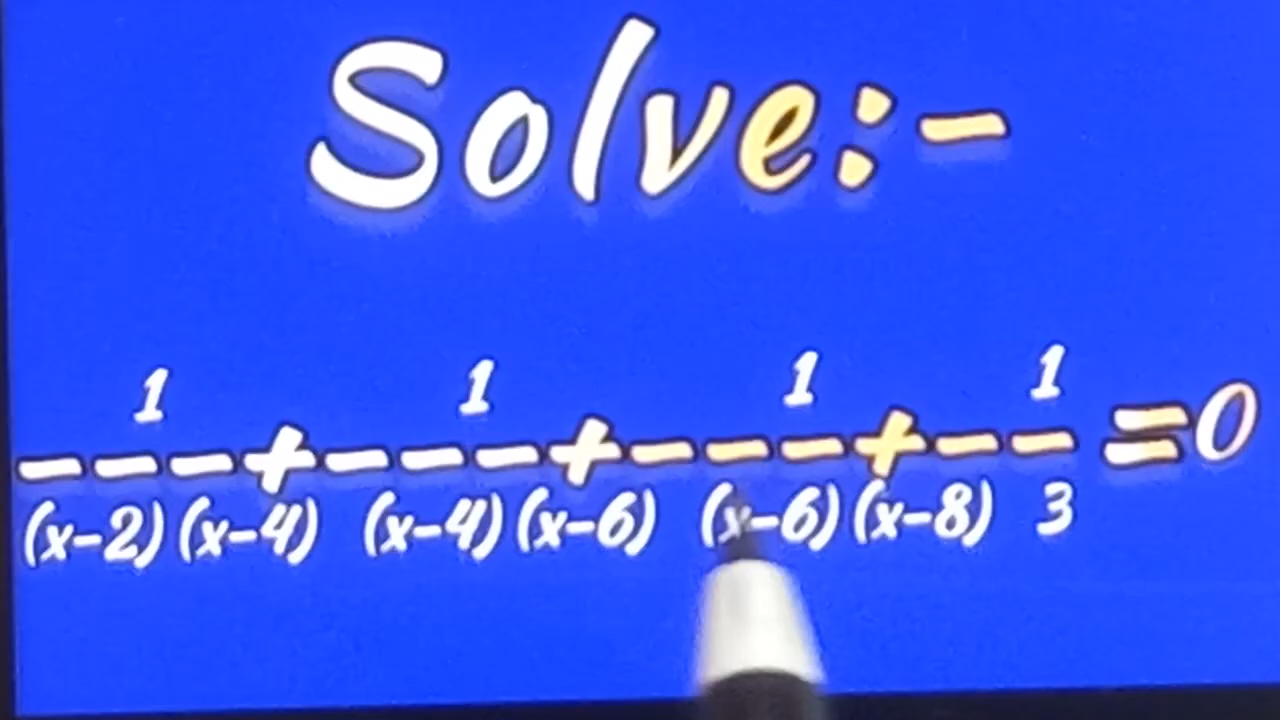 Solve:-
1 1 1 1
---+---+---+-- =0
(x-2)(x-4) (x-4)(x-6) (x-6)(x-8) 3